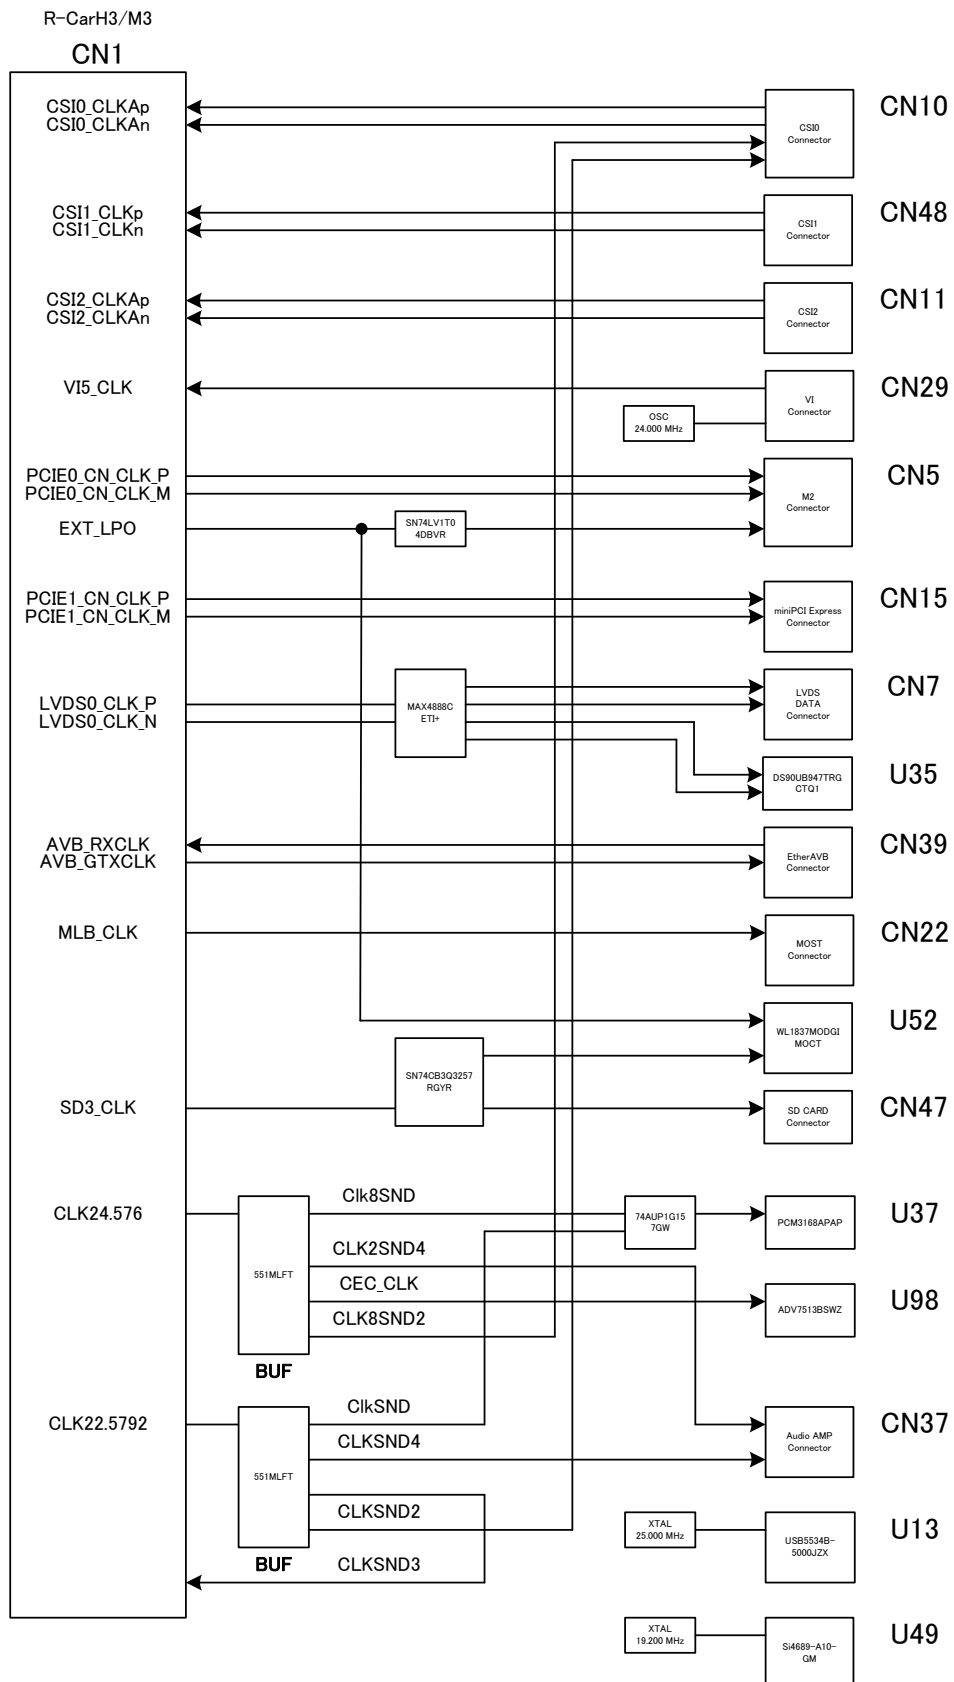 R-CarH3/M3
CN1
CSI0_CLKAp
CSI0_CLKAn
CSI0
Connector
CN10
CSI1_CLKp
CSI1_CLKn
CSI1
Connector
CN48
CSI2_CLKAp
CSI2_CLKAn
CSI2
Connector
CN11
VI5_CLK
OSC
24.000 MHz
VI
Connector
CN29
PCIE0_CN_CLK_P
PCIE0_CN_CLK_M
EXT_LPO
SN74LV1T0
4DBVR
M2
Connector
CN5
PCIE1_CN_CLK_P
PCIE1_CN_CLK_M
miniPCI Express
Connector
CN15
LVDS0_CLK_P
LVDS0_CLK_N
MAX4888C
ETI+
LVDS
DATA
Connector
CN7
DS90UB947TRG
CTQ1
U35
AVB_RXCLK
AVB_GTXCLK
EtherAVB
Connector
CN39
MLB_CLK
MOST
Connector
CN22
WL1837MODGI
MOCT
U52
SD3_CLK
SN74CB3Q3257
RGYR
SD CARD
Connector
CN47
CLK24.576
551MLFT
BUF
Clk8SND
CLK2SND4
CEC_CLK
CLK8SND2
74AUP1G15
7GW
PCM3168APAP
U37
ADV7513BSWZ
U98
CLK22.5792
551MLFT
BUF
ClkSND
CLKSND4
CLKSND2
CLKSND3
Audio AMP
Connector
CN37
XTAL
25.000 MHz
USB5534B-
5000JZX
U13
XTAL
19.200 MHz
Si4689-A10-
GM
U49